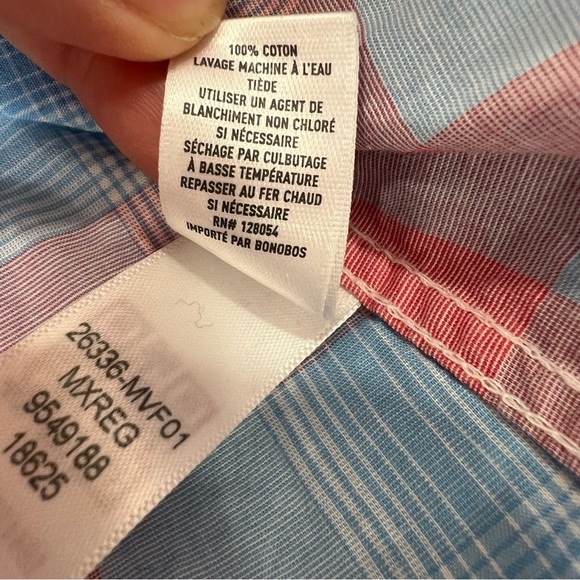 100% COTON
LAVAGE MACHINE À L'EAU
TIÈDE
UTILISER UN AGENT DE
BLANCHIMENT NON CHLORÉ
SI NÉCESSAIRE
SÉCHAGE PAR CULBUTAGE
À BASSE TEMPÉRATURE
REPASSER AU FER CHAUD
SI NÉCESSAIRE
RN# 128054
IMPORTÉ PAR BONOBOS
26336-MVF01
MXREG
9549188
18625